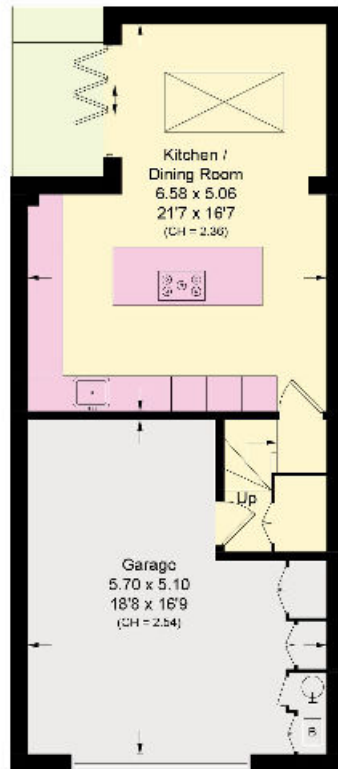 Kitchen /
Dining Room
6.58 x 5.06
21'7 x 16'7
(CH = 2.36)
Up
Garage
5.70 x 5.10
18'8 x 16'9
(CH = 2.54)
B